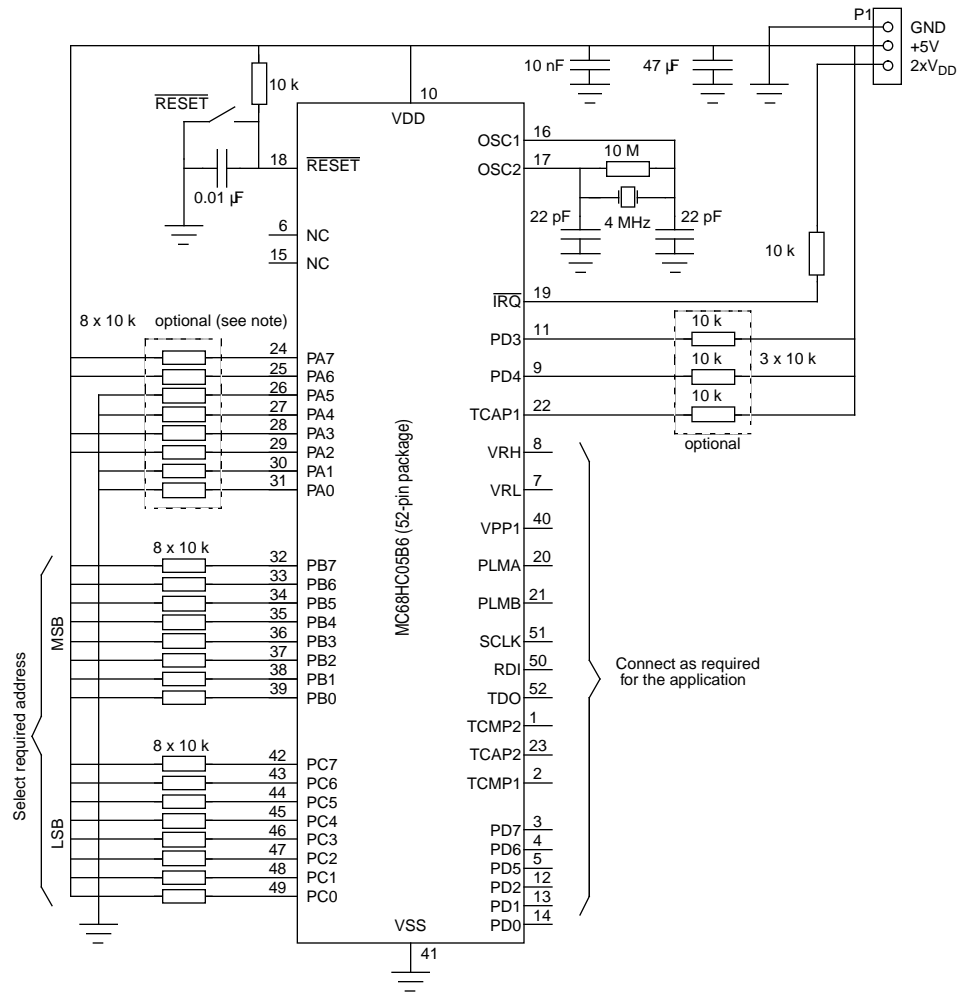 P1
GND
+5V
2xVDD
10 nF
47 µF
10 k
RESET
10
VDD
18
RESET
0.01 µF
6
NC
15
NC
OSC1
16
OSC2
17
10 M
22 pF
4 MHz
22 pF
10 k
IRQ
19
8 x 10 k
optional (see note)
PD3
11
10 k
PD4
9
10 k
3 x 10 k
TCAP1
22
10 k
optional
24
PA7
25
PA6
26
PA5
27
PA4
28
PA3
29
PA2
30
PA1
31
PA0
MC68HC05B6 (52-pin package)
VRH
8
VRL
7
VPP1
40
PLMA
20
PLMB
21
SCLK
51
RDI
50
TDO
52
TCMP2
1
TCAP2
23
TCMP1
2
PD7
3
PD6
4
PD5
5
PD2
12
PD1
13
PD0
14
Connect as required
for the application
8 x 10 k
32
PB7
33
PB6
34
PB5
35
PB4
36
PB3
37
PB2
38
PB1
39
PB0
MSB
Select required address
LSB
8 x 10 k
42
PC7
43
PC6
44
PC5
45
PC4
46
PC3
47
PC2
48
PC1
49
PC0
VSS
41